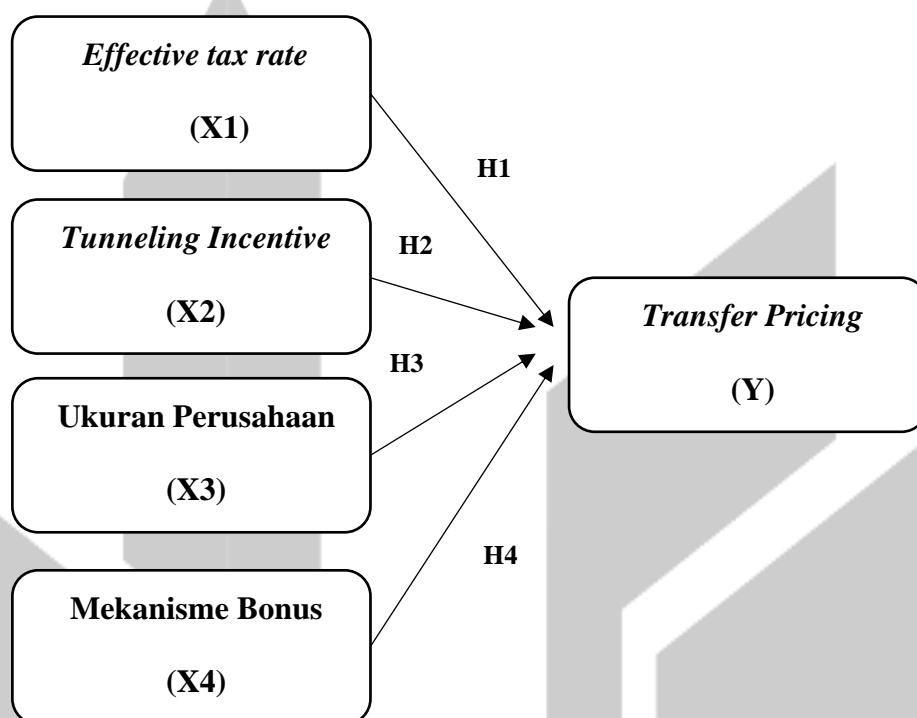 Effective tax rate
(X1)
H1
Tunneling Incentive
(X2)
H2
Transfer Pricing
(Y)
H3
Ukuran Perusahaan
(X3)
H4
Mekanisme Bonus
(X4)